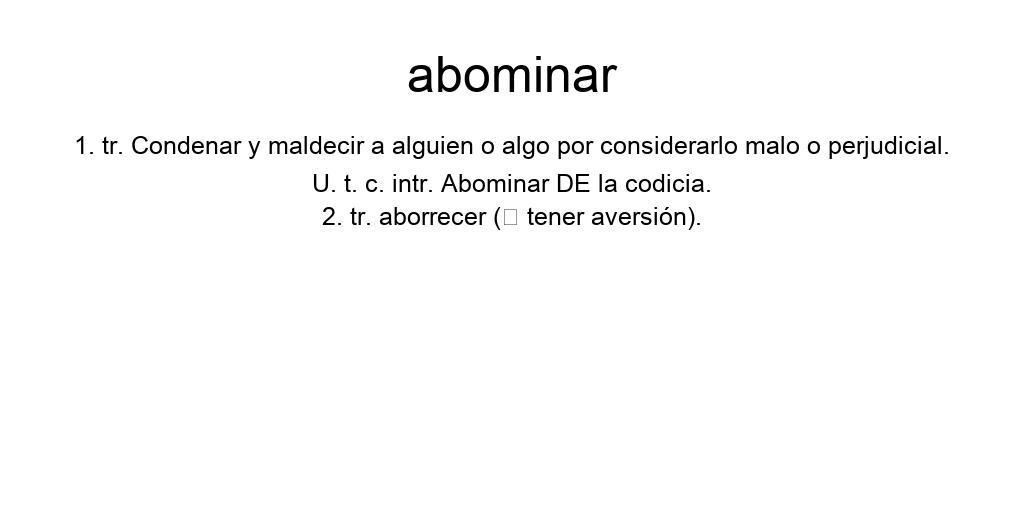 abominar
1. tr. Condenar y maldecir a alguien o algo por considerarlo malo o perjudicial.
U. t. c. intr. Abominar DE la codicia.
2. tr. aborrecer (□ tener aversión).